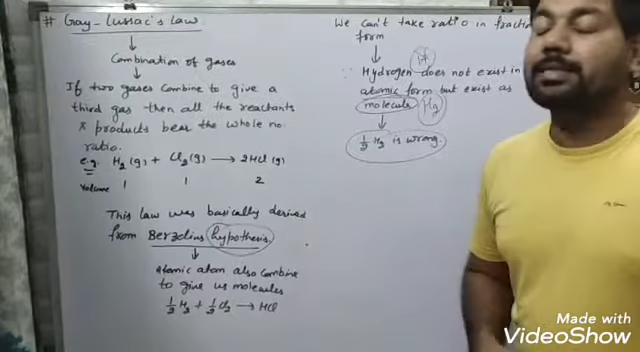 # Gay-Lussac's Law
Combination of gases
If two gases combine to give a
third gas then all the reactants
& products bear the whole no.
ratio.
e.g. H₂(g) + Cl₂(g) → 2HCl(g)
Volume 1 1 2
This law was basically derived
from Berzelius hypothesis.
Atomic atom also combine
to give us molecules
½H₂ + ½Cl₂ → HCl
We can't take ratio in fraction
form
∵ Hydrogen does not exist in
atomic form but exist as
molecule H₂
½ H₂ is wrong.
Made with
VideoShow